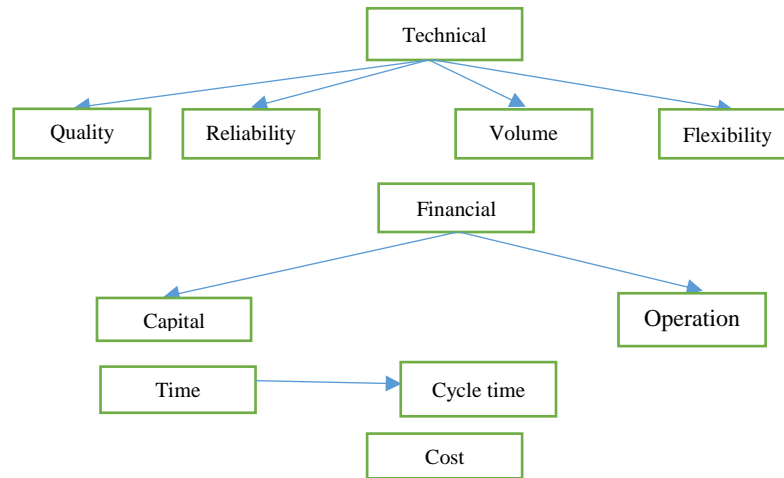 Technical
Quality
Reliability
Volume
Flexibility
Financial
Capital
Operation
Time
Cycle time
Cost